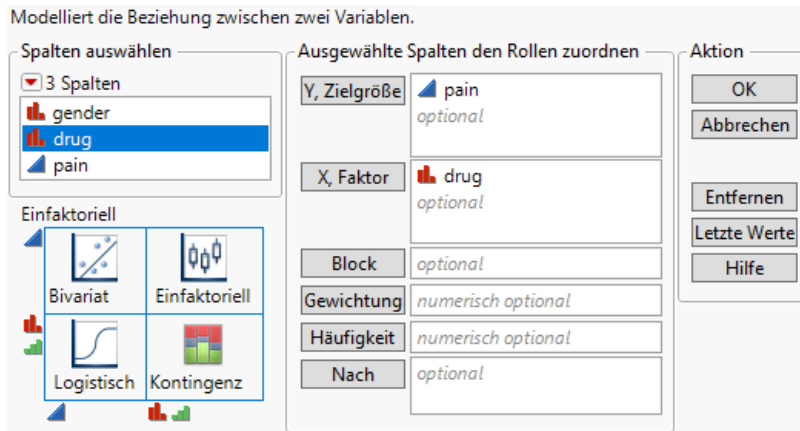 Modelliert die Beziehung zwischen zwei Variablen.
Spalten auswählen
3 Spalten
gender
drug
pain
Einfaktoriell
Bivariat
Einfaktoriell
Logistisch
Kontingenz
Ausgewählte Spalten den Rollen zuordnen
Y, Zielgröße
pain
optional
X, Faktor
drug
optional
Block
optional
Gewichtung
numerisch optional
Häufigkeit
numerisch optional
Nach
optional
Aktion
OK
Abbrechen
Entfernen
Letzte Werte
Hilfe